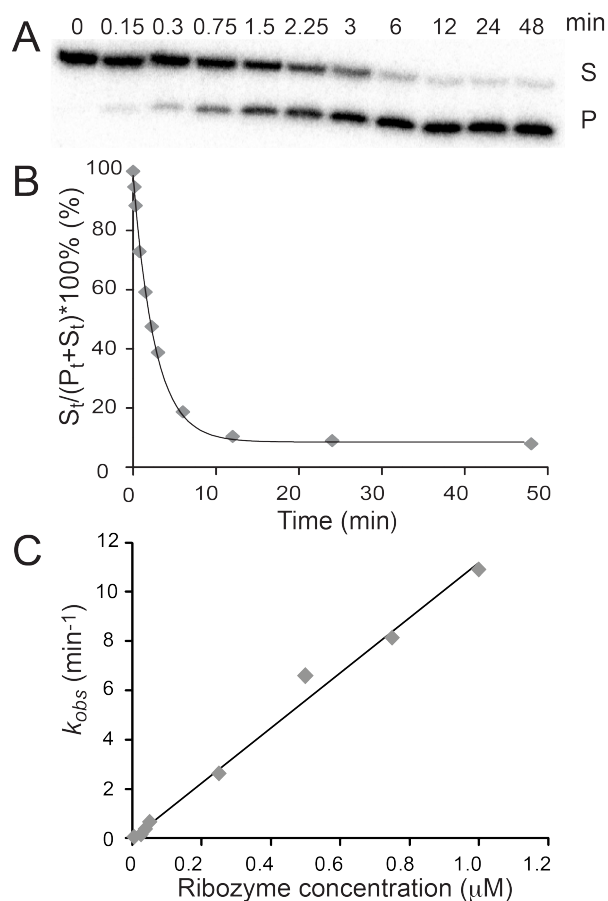 A 0 0.15 0.3 0.75 1.5 2.25 3 6 12 24 48 min
S
P
B
100
80
60
40
20
0
St/(Pt+St)*100% (%)
0 10 20 30 40 50
Time (min)
C
12
10
8
6
4
2
0
kobs (min-1)
0 0.2 0.4 0.6 0.8 1.0 1.2
Ribozyme concentration (μM)